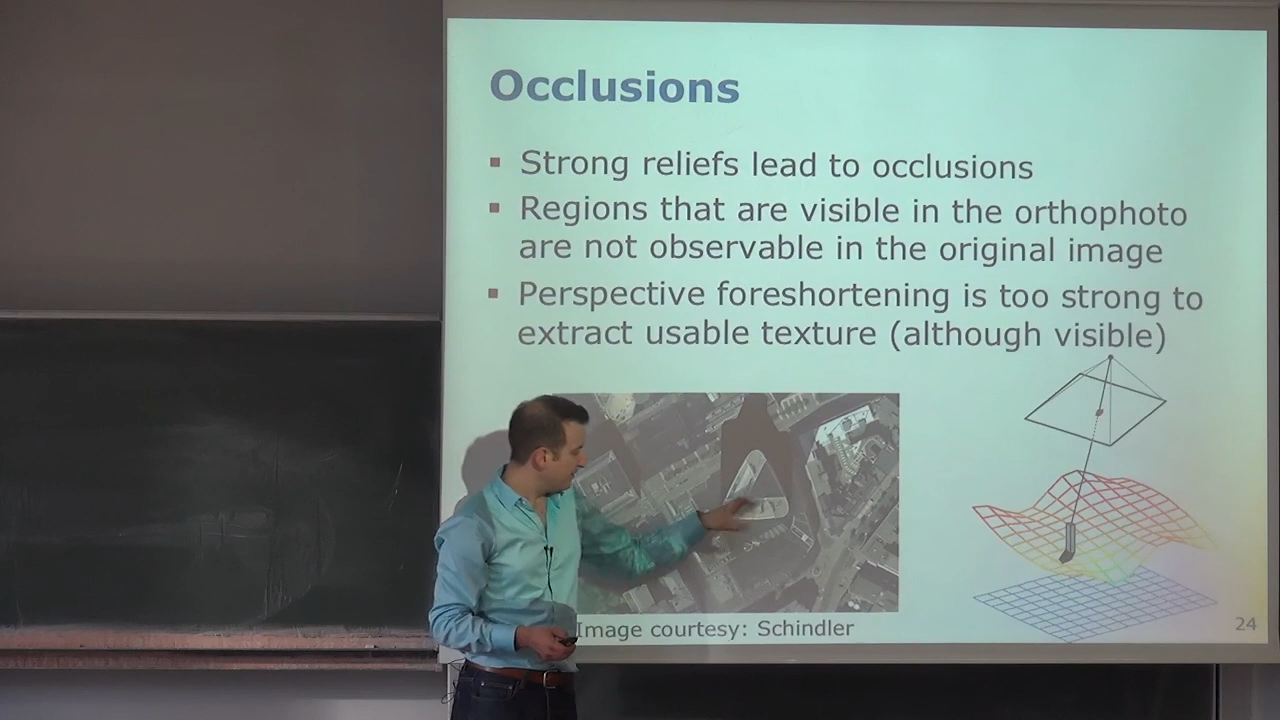 Occlusions
▪ Strong reliefs lead to occlusions
▪ Regions that are visible in the orthophoto
are not observable in the original image
▪ Perspective foreshortening is too strong to
extract usable texture (although visible)
Image courtesy: Schindler
24